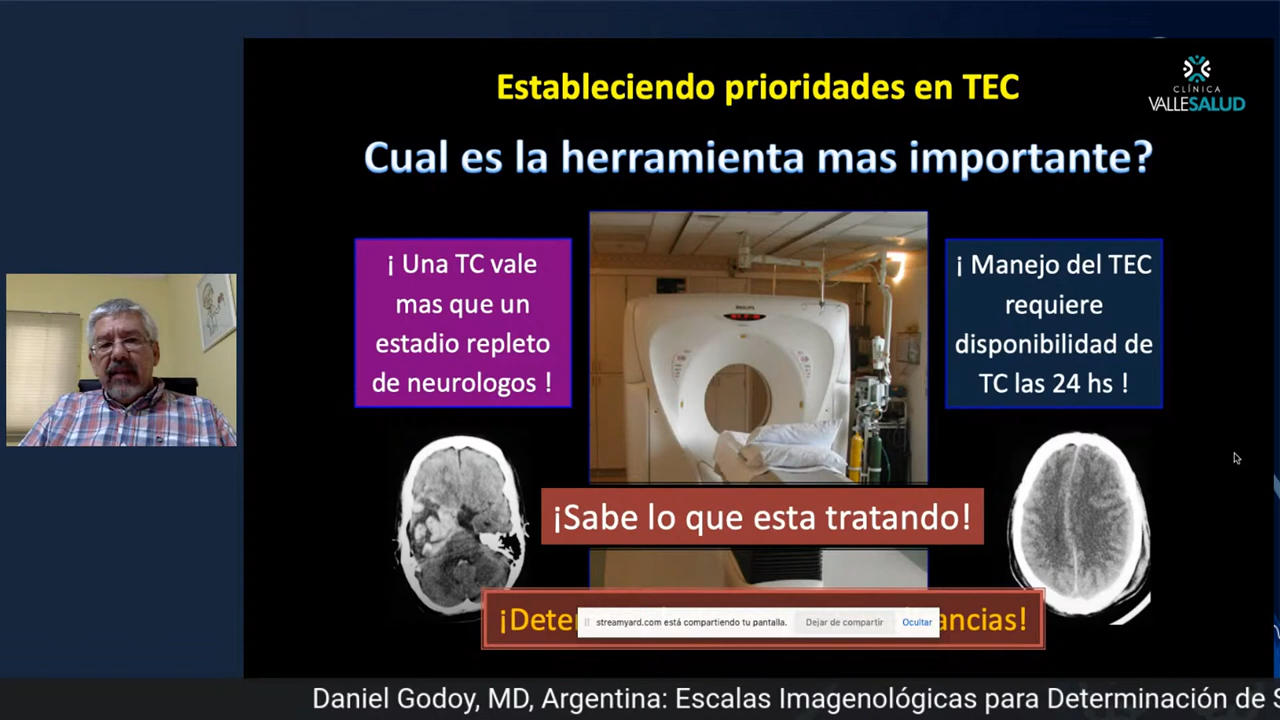 Estableciendo prioridades en TEC
CLÍNICA
VALLESALUD
Cual es la herramienta mas importante?
¡ Una TC vale
mas que un
estadio repleto
de neurologos !
¡ Manejo del TEC
requiere
disponibilidad de
TC las 24 hs !
PHILIPS
¡Sabe lo que esta tratando!
streamyard.com está compartiendo tu pantalla. Dejar de compartir Ocultar
Daniel Godoy, MD, Argentina: Escalas Imagenológicas para Determinación de